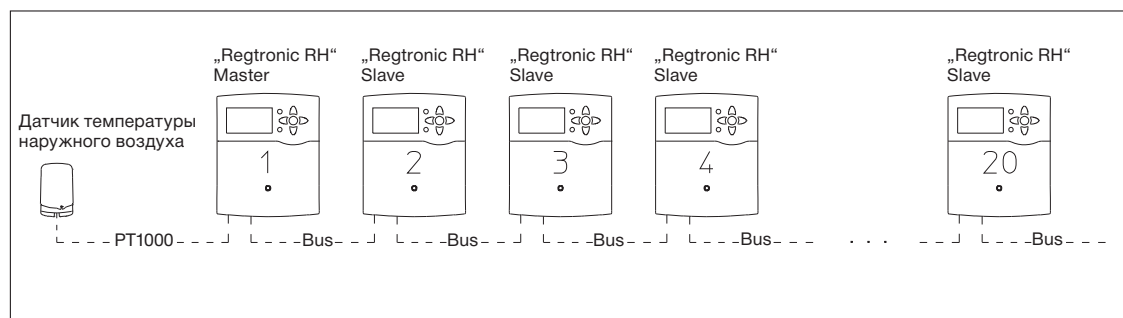 „Regtronic RH“
Master
„Regtronic RH“
Slave
„Regtronic RH“
Slave
„Regtronic RH“
Slave
„Regtronic RH“
Slave
Датчик температуры
наружного воздуха
1
2
3
4
20
PT1000
Bus
Bus
Bus
Bus
Bus